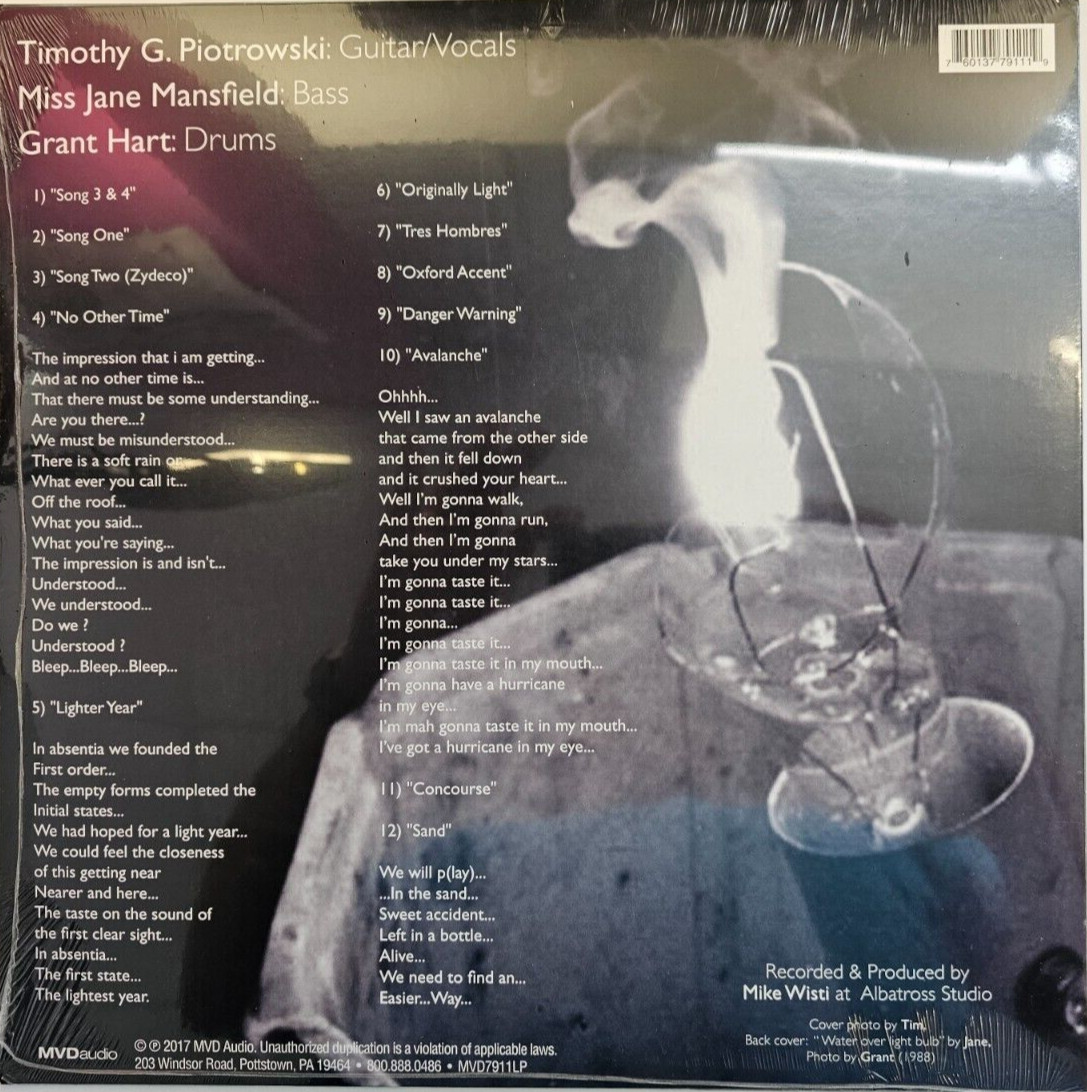 Timothy G. Piotrowski: Guitar/Vocals
Miss Jane Mansfield: Bass
Grant Hart: Drums
7 60137 79111 9
1) "Song 3 & 4"
2) "Song One"
3) "Song Two (Zydeco)"
4) "No Other Time"
The impression that i am getting...
And at no other time is...
That there must be some understanding...
Are you there...?
We must be misunderstood...
There is a soft rain or
What ever you call it...
Off the roof...
What you said...
What you're saying...
The impression is and isn't...
Understood...
We understood...
Do we ?
Understood ?
Bleep...Bleep...Bleep...
5) "Lighter Year"
In absentia we founded the
First order...
The empty forms completed the
Initial states...
We had hoped for a light year...
We could feel the closeness
of this getting near
Nearer and here...
The taste on the sound of
the first clear sight...
In absentia...
The first state...
The lightest year.
6) "Originally Light"
7) "Tres Hombres"
8) "Oxford Accent"
9) "Danger Warning"
10) "Avalanche"
Ohhhh...
Well I saw an avalanche
that came from the other side
and then it fell down
and it crushed your heart...
Well I'm gonna walk,
And then I'm gonna run,
And then I'm gonna
take you under my stars...
I'm gonna taste it...
I'm gonna taste it...
I'm gonna...
I'm gonna taste it...
I'm gonna taste it in my mouth...
I'm gonna have a hurricane
in my eye...
I'm mah gonna taste it in my mouth...
I've got a hurricane in my eye...
11) "Concourse"
12) "Sand"
We will p(lay)...
...In the sand...
Sweet accident...
Left in a bottle...
Alive...
We need to find an...
Easier...Way...
Recorded & Produced by
Mike Wisti at Albatross Studio
Cover photo by Tim.
Back cover: "Water over light bulb" by Jane.
Photo by Grant (1988)
MVDaudio
© ℗ 2017 MVD Audio. Unauthorized duplication is a violation of applicable laws.
203 Windsor Road, Pottstown, PA 19464 • 800.888.0486 • MVD7911LP